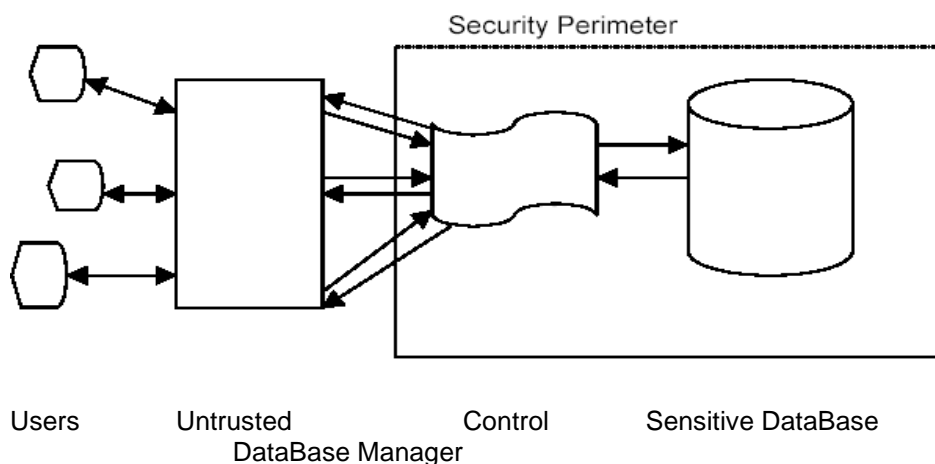 Security Perimeter
Users Untrusted Control Sensitive DataBase
DataBase Manager